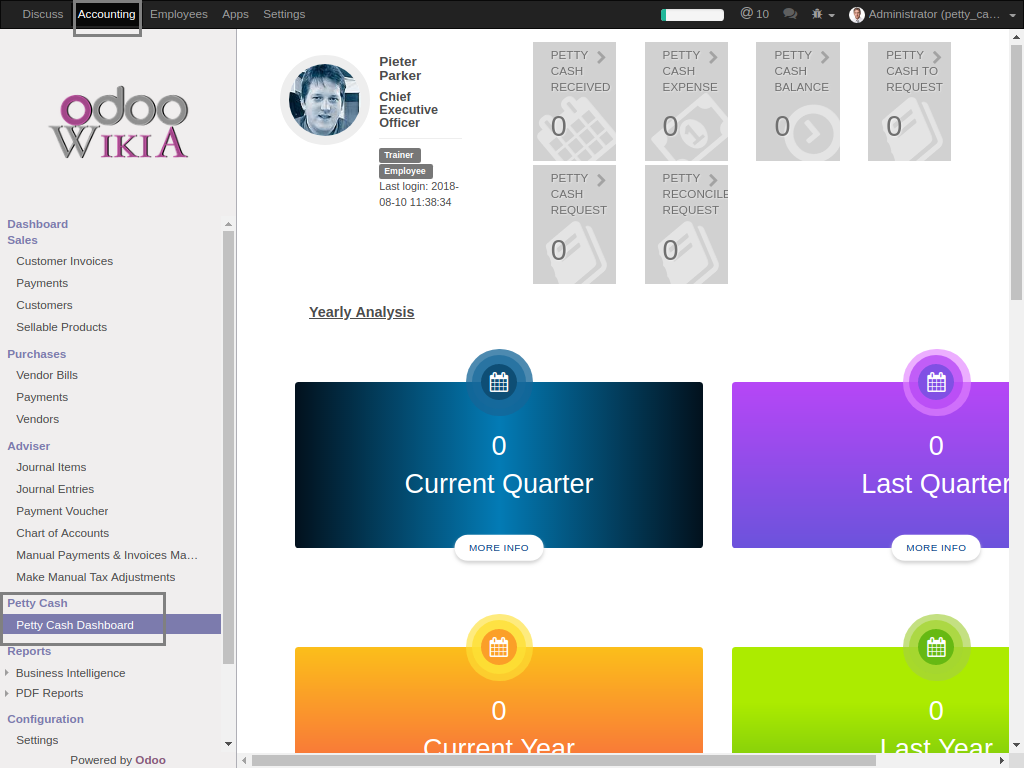 Discuss
Accounting
Employees
Apps
Settings
@ 10
Administrator (petty_ca…
odoo
WIKIA
Dashboard
Sales
Customer Invoices
Payments
Customers
Sellable Products
Purchases
Vendor Bills
Payments
Vendors
Adviser
Journal Items
Journal Entries
Payment Voucher
Chart of Accounts
Manual Payments & Invoices Ma…
Make Manual Tax Adjustments
Petty Cash
Petty Cash Dashboard
Reports
Business Intelligence
PDF Reports
Configuration
Settings
Powered by Odoo
Pieter
Parker
Chief
Executive
Officer
Trainer
Employee
Last login: 2018-
08-10 11:38:34
PETTY
CASH
RECEIVED
0
PETTY
CASH
EXPENSE
0
PETTY
CASH
BALANCE
0
PETTY
CASH TO
REQUEST
0
PETTY
CASH
REQUEST
0
PETTY
RECONCILE
REQUEST
0
Yearly Analysis
0
Current Quarter
MORE INFO
0
Last Quarter
MORE INFO
0
Current Year
0
Last Year